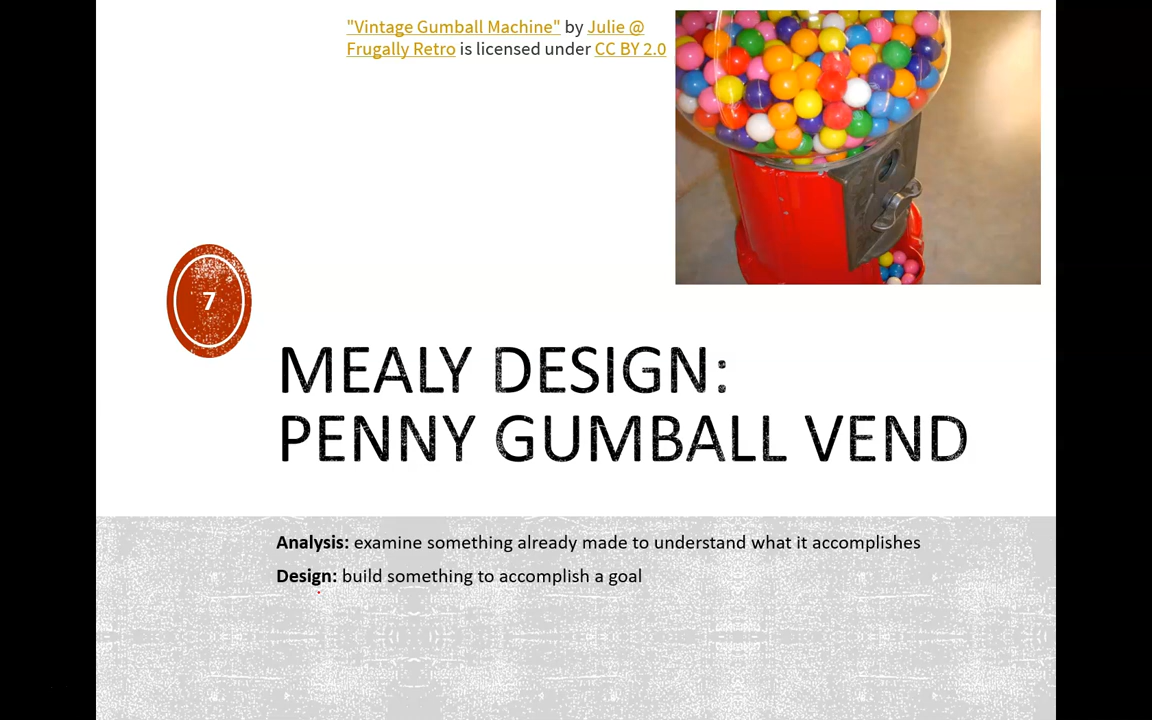 "Vintage Gumball Machine" by Julie @
Frugally Retro is licensed under CC BY 2.0
7
MEALY DESIGN:
PENNY GUMBALL VEND
Analysis: examine something already made to understand what it accomplishes
Design: build something to accomplish a goal